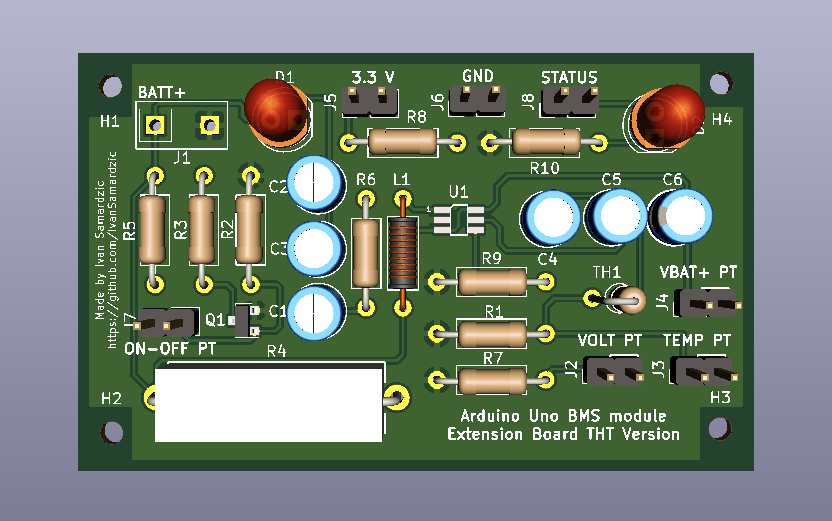 D1
3.3 V
GND
STATUS
BATT+
J5
J6
J8
H1
H4
R8
J1
R10
C2
R6
L1
U1
C5
C6
R5
R3
R2
C3
C4
R9
TH1
VBAT+ PT
J4
Made by Ivan Samardzic
https://github.com/IvanSamardzic
J7
Q1
C1
R1
ON-OFF PT
R4
VOLT PT
TEMP PT
R7
J2
J3
H2
H3
Arduino Uno BMS module
Extension Board THT Version